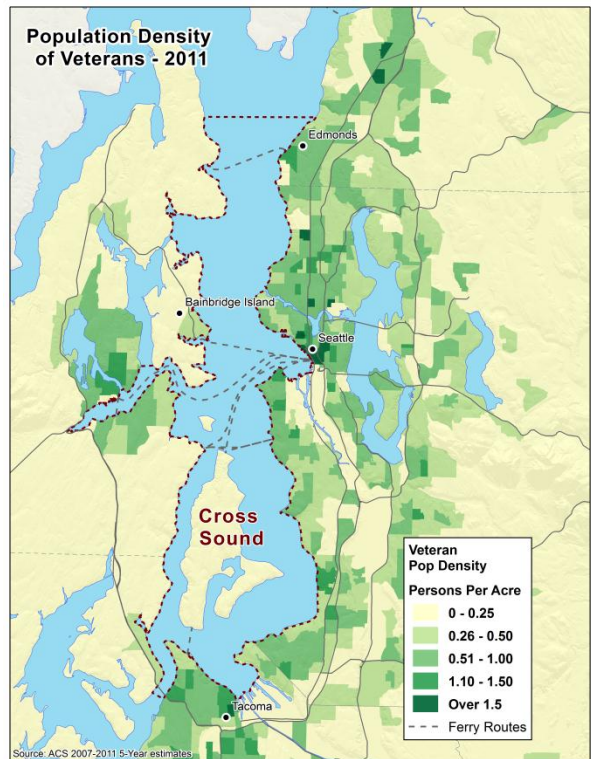 Population Density
of Veterans - 2011
Edmonds
Bainbridge Island
Seattle
Cross
Sound
Tacoma
Veteran
Pop Density
Persons Per Acre
0 - 0.25
0.26 - 0.50
0.51 - 1.00
1.10 - 1.50
Over 1.5
Ferry Routes
Source: ACS 2007-2011 5-Year estimates